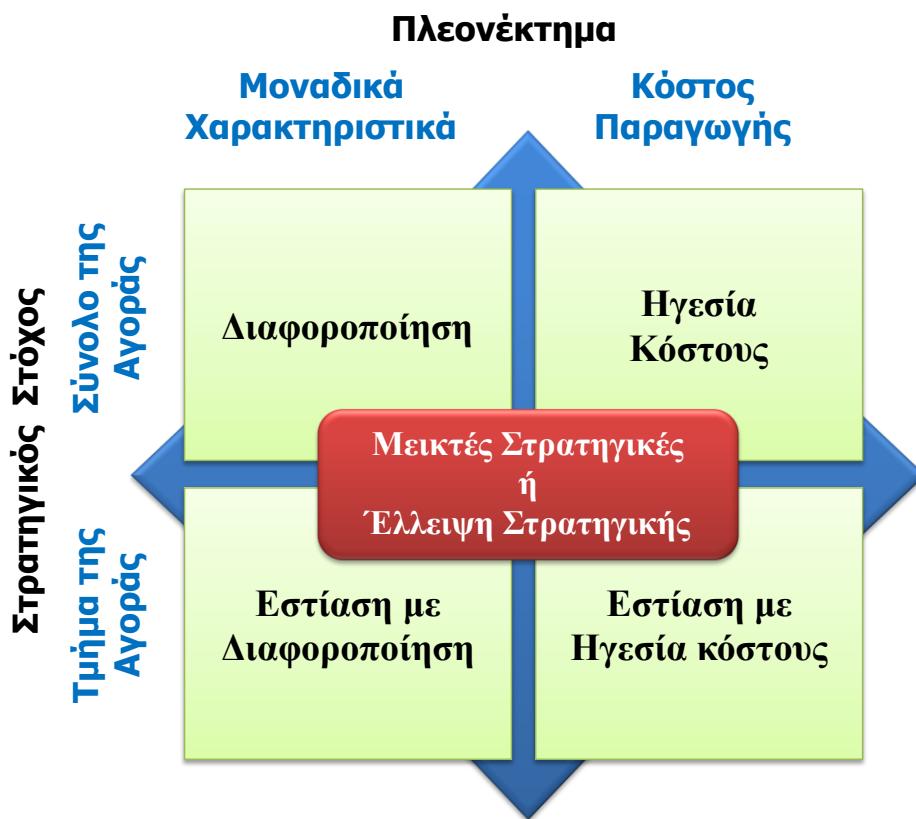 Πλεονέκτημα
Μοναδικά
Χαρακτηριστικά
Κόστος
Παραγωγής
Στρατηγικός Στόχος
Σύνολο της
Αγοράς
Διαφοροποίηση
Ηγεσία
Κόστους
Μεικτές Στρατηγικές
ή
Έλλειψη Στρατηγικής
Τμήμα της
Αγοράς
Εστίαση με
Διαφοροποίηση
Εστίαση με
Ηγεσία κόστους